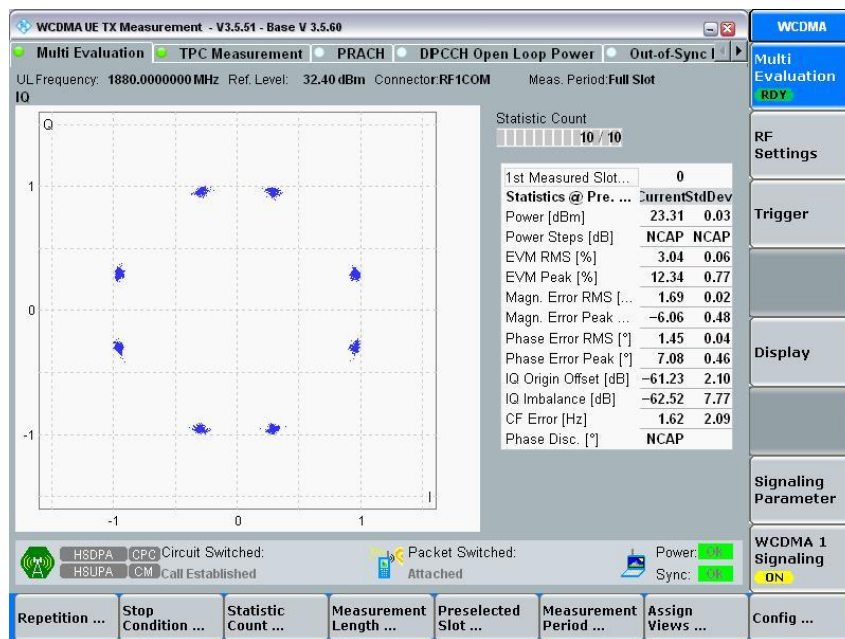 WCDMA UE TX Measurement - V3.5.51 - Base V 3.5.60
WCDMA
Multi Evaluation
TPC Measurement
PRACH
DPCCH Open Loop Power
Out-of-Sync
UL Frequency: 1880.0000000 MHz Ref. Level: 32.40 dBm Connector:RF1COM Meas. Period:Full Slot
IQ
Q
1
0
-1
-1 0 1
I
Statistic Count
10 / 10
1st Measured Slot... 0
Statistics @ Pre. ... Current StdDev
Power [dBm] 23.31 0.03
Power Steps [dB] NCAP NCAP
EVM RMS [%] 3.04 0.06
EVM Peak [%] 12.34 0.77
Magn. Error RMS [... 1.69 0.02
Magn. Error Peak ... −6.06 0.48
Phase Error RMS [°] 1.45 0.04
Phase Error Peak [°] 7.08 0.46
IQ Origin Offset [dB] −61.23 2.10
IQ Imbalance [dB] −62.52 7.77
CF Error [Hz] 1.62 2.09
Phase Disc. [°] NCAP
Multi
Evaluation
RDY
RF
Settings
Trigger
Display
Signaling
Parameter
WCDMA 1
Signaling
ON
HSDPA CPC Circuit Switched:
HSUPA CM Call Established
Packet Switched:
Attached
Power: OK
Sync: OK
Repetition ...
Stop
Condition ...
Statistic
Count ...
Measurement
Length ...
Preselected
Slot ...
Measurement
Period ...
Assign
Views ...
Config ...